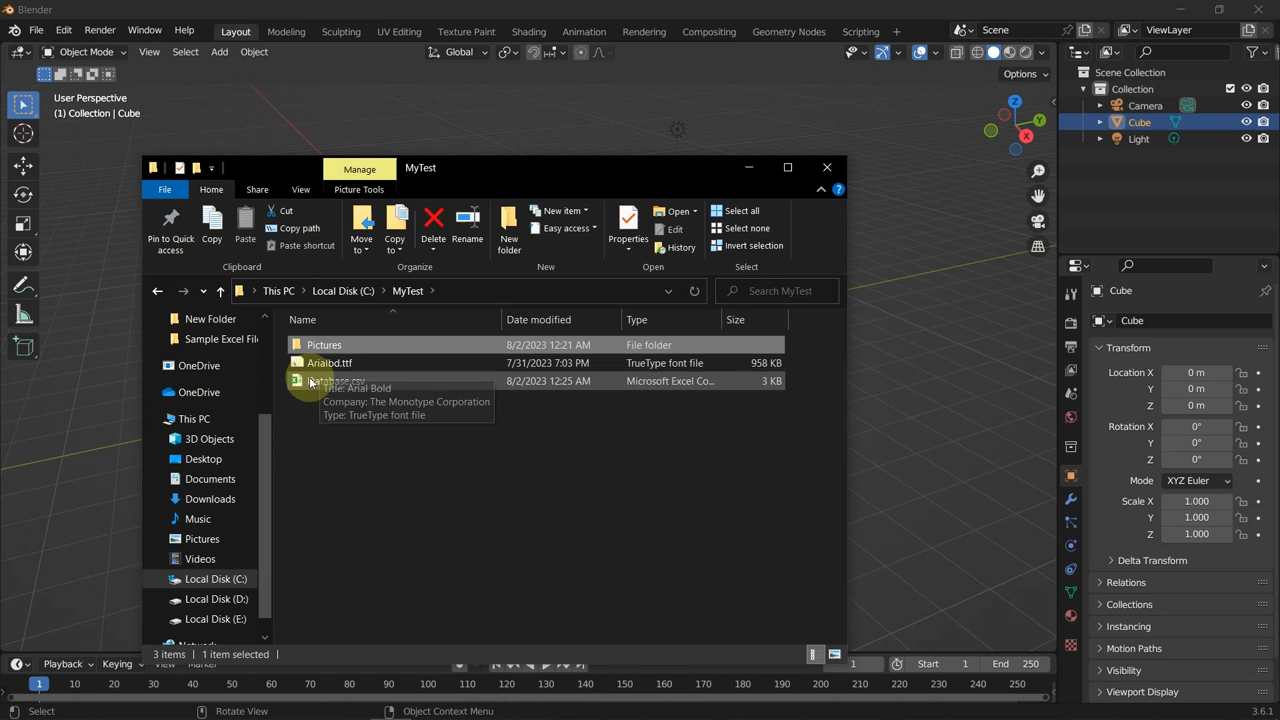 Blender
File Edit Render Window Help Layout Modeling Sculpting UV Editing Texture Paint Shading Animation Rendering Compositing Geometry Nodes Scripting + Scene ViewLayer
Object Mode View Select Add Object Global
Options
User Perspective
(1) Collection | Cube
Z
Y
X
Scene Collection
Collection
Camera
Cube
Light
Manage MyTest
File Home Share View Picture Tools
Pin to Quick access
Copy
Paste
Cut
Copy path
Paste shortcut
Clipboard
Move to
Copy to
Delete
Rename
Organize
New folder
New item
Easy access
New
Properties
Open
Edit
History
Open
Select all
Select none
Invert selection
Select
This PC Local Disk (C:) MyTest
Search MyTest
Name Date modified Type Size
Pictures 8/2/2023 12:21 AM File folder
Arialbd.ttf 7/31/2023 7:03 PM TrueType font file 958 KB
Database.csv 8/2/2023 12:25 AM Microsoft Excel Co... 3 KB
Title: Arial Bold
Company: The Monotype Corporation
Type: TrueType font file
New Folder
Sample Excel File
OneDrive
OneDrive
This PC
3D Objects
Desktop
Documents
Downloads
Music
Pictures
Videos
Local Disk (C:)
Local Disk (D:)
Local Disk (E:)
Network
3 items 1 item selected
Cube
Cube
Transform
Location X 0 m
Y 0 m
Z 0 m
Rotation X 0°
Y 0°
Z 0°
Mode XYZ Euler
Scale X 1.000
Y 1.000
Z 1.000
Delta Transform
Relations
Collections
Instancing
Motion Paths
Visibility
Viewport Display
Playback Keying View Marker 1 Start 1 End 250
1 10 20 30 40 50 60 70 80 90 100 110 120 130 140 150 160 170 180 190 200 210 220 230 240 250
Select Rotate View Object Context Menu 3.6.1